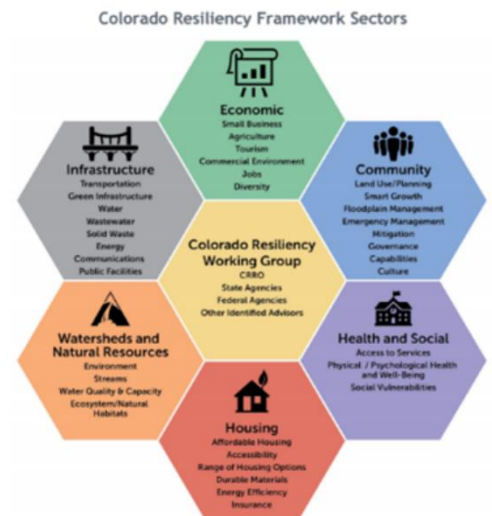 Colorado Resiliency Framework Sectors
Economic
Small Business
Agriculture
Tourism
Commercial Environment
Jobs
Diversity
Infrastructure
Transportation
Green Infrastructure
Water
Wastewater
Solid Waste
Energy
Communications
Public Facilities
Community
Land Use/Planning
Smart Growth
Floodplain Management
Emergency Management
Mitigation
Governance
Capabilities
Culture
Colorado Resiliency
Working Group
CRRO
State Agencies
Federal Agencies
Other Identified Advisors
Watersheds and
Natural Resources
Environment
Streams
Water Quality & Capacity
Ecosystem/Natural
Habitats
Health and Social
Access to Services
Physical / Psychological Health
and Well-Being
Social Vulnerabilities
Housing
Affordable Housing
Accessibility
Range of Housing Options
Durable Materials
Energy Efficiency
Insurance